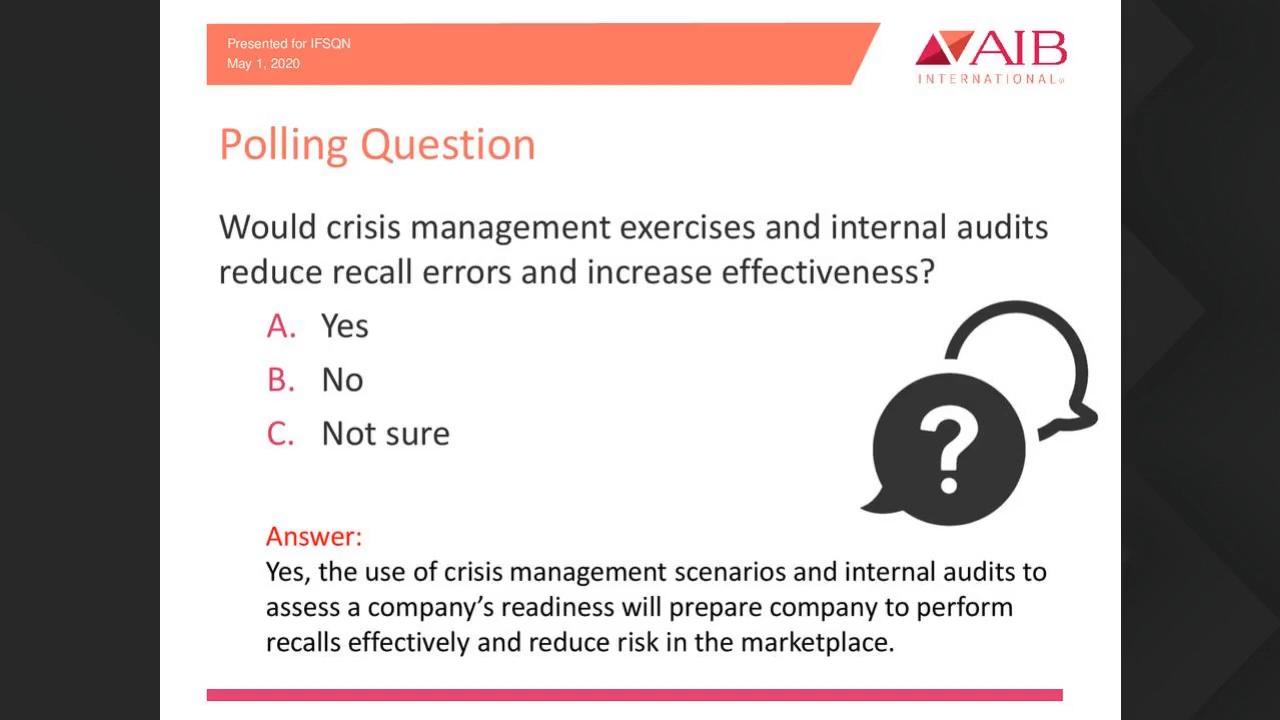 Presented for IFSQN
May 1, 2020
AIB
INTERNATIONAL
Polling Question
Would crisis management exercises and internal audits
reduce recall errors and increase effectiveness?
A. Yes
B. No
C. Not sure
?
Answer:
Yes, the use of crisis management scenarios and internal audits to
assess a company’s readiness will prepare company to perform
recalls effectively and reduce risk in the marketplace.